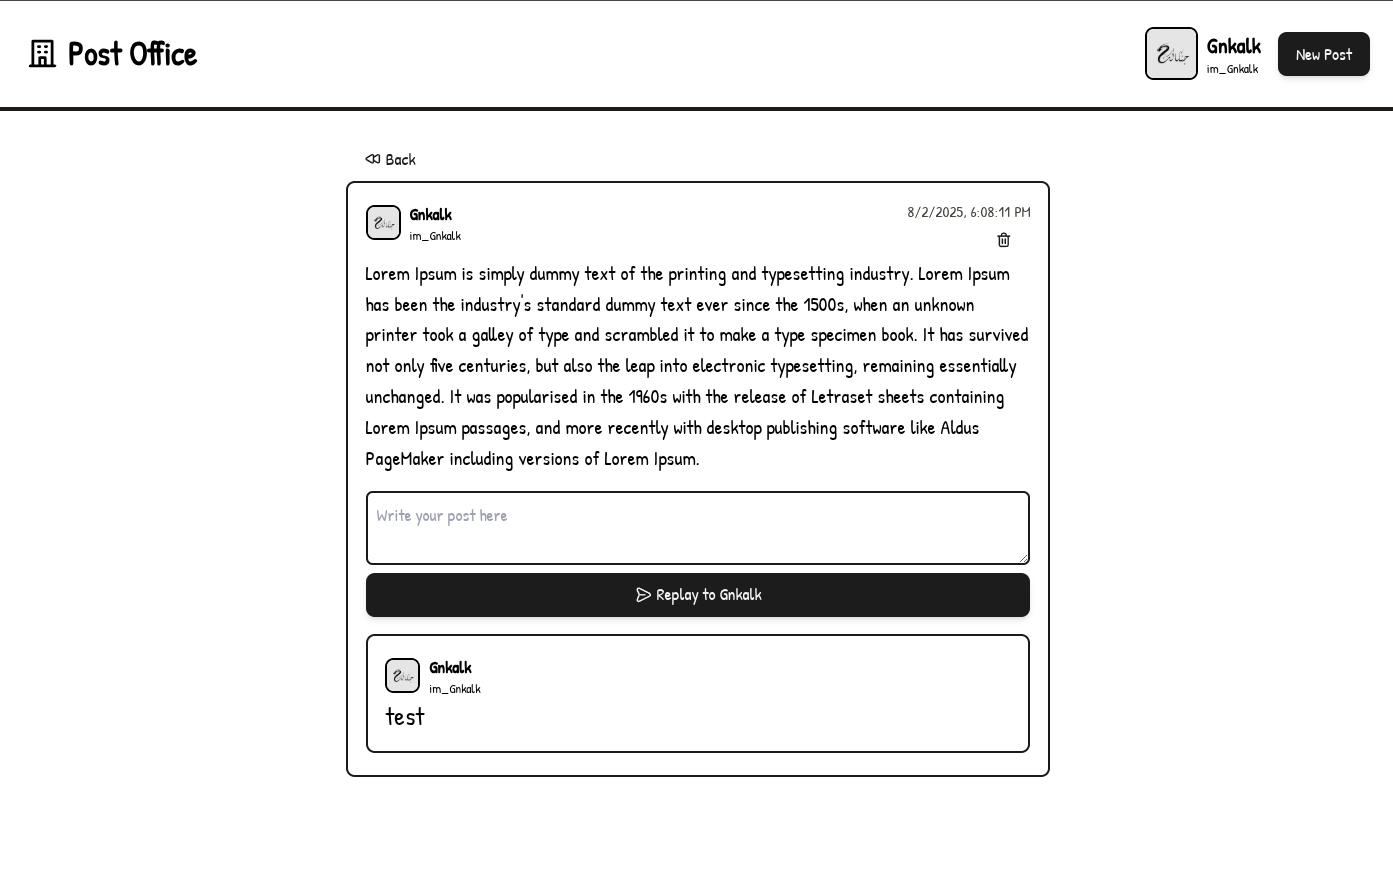 Post Office
Gnkalk
im_Gnkalk
New Post
Back
Gnkalk
im_Gnkalk
8/2/2025, 6:08:11 PM
Lorem Ipsum is simply dummy text of the printing and typesetting industry. Lorem Ipsum
has been the industry's standard dummy text ever since the 1500s, when an unknown
printer took a galley of type and scrambled it to make a type specimen book. It has survived
not only five centuries, but also the leap into electronic typesetting, remaining essentially
unchanged. It was popularised in the 1960s with the release of Letraset sheets containing
Lorem Ipsum passages, and more recently with desktop publishing software like Aldus
PageMaker including versions of Lorem Ipsum.
Write your post here
Replay to Gnkalk
Gnkalk
im_Gnkalk
test